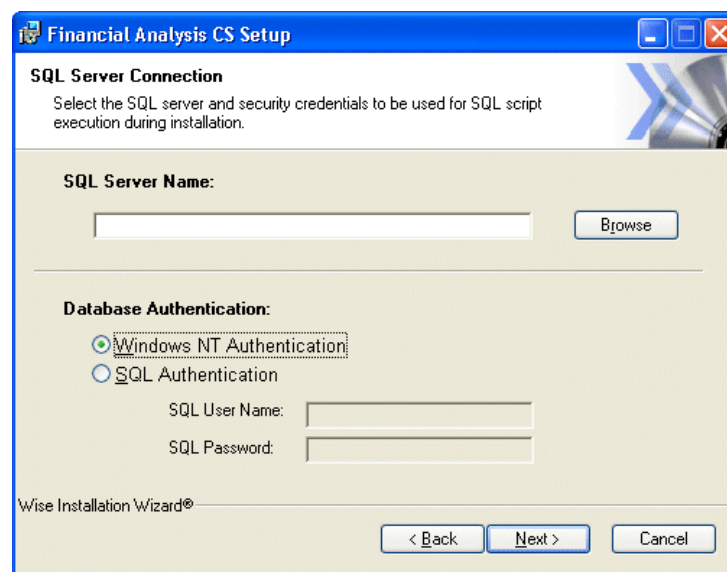 Financial Analysis CS Setup
SQL Server Connection
Select the SQL server and security credentials to be used for SQL script
execution during installation.
SQL Server Name:
Browse
Database Authentication:
Windows NT Authentication
SQL Authentication
SQL User Name:
SQL Password:
Wise Installation Wizard®
< Back Next > Cancel